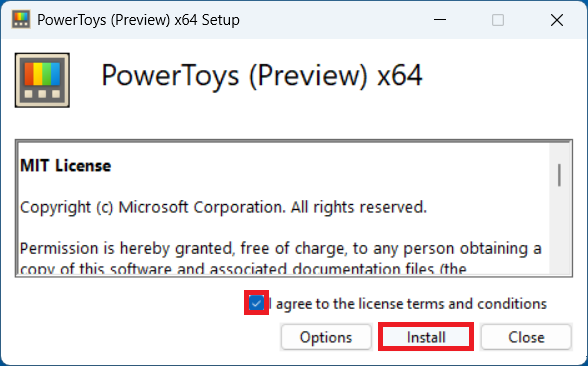 PowerToys (Preview) x64 Setup
PowerToys (Preview) x64
MIT License
Copyright (c) Microsoft Corporation. All rights reserved.
Permission is hereby granted, free of charge, to any person obtaining a
copy of this software and associated documentation files (the
I agree to the license terms and conditions
Options Install Close